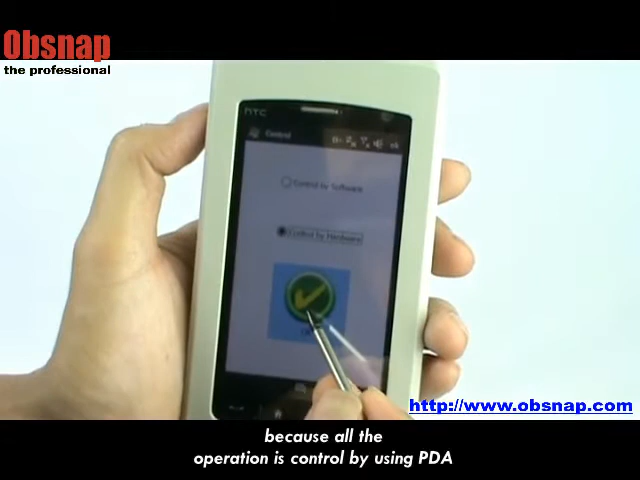 Obsnap
the professional
hTC
Control
Control by Software
Control by Hardware
http://www.obsnap.com
because all the
operation is control by using PDA